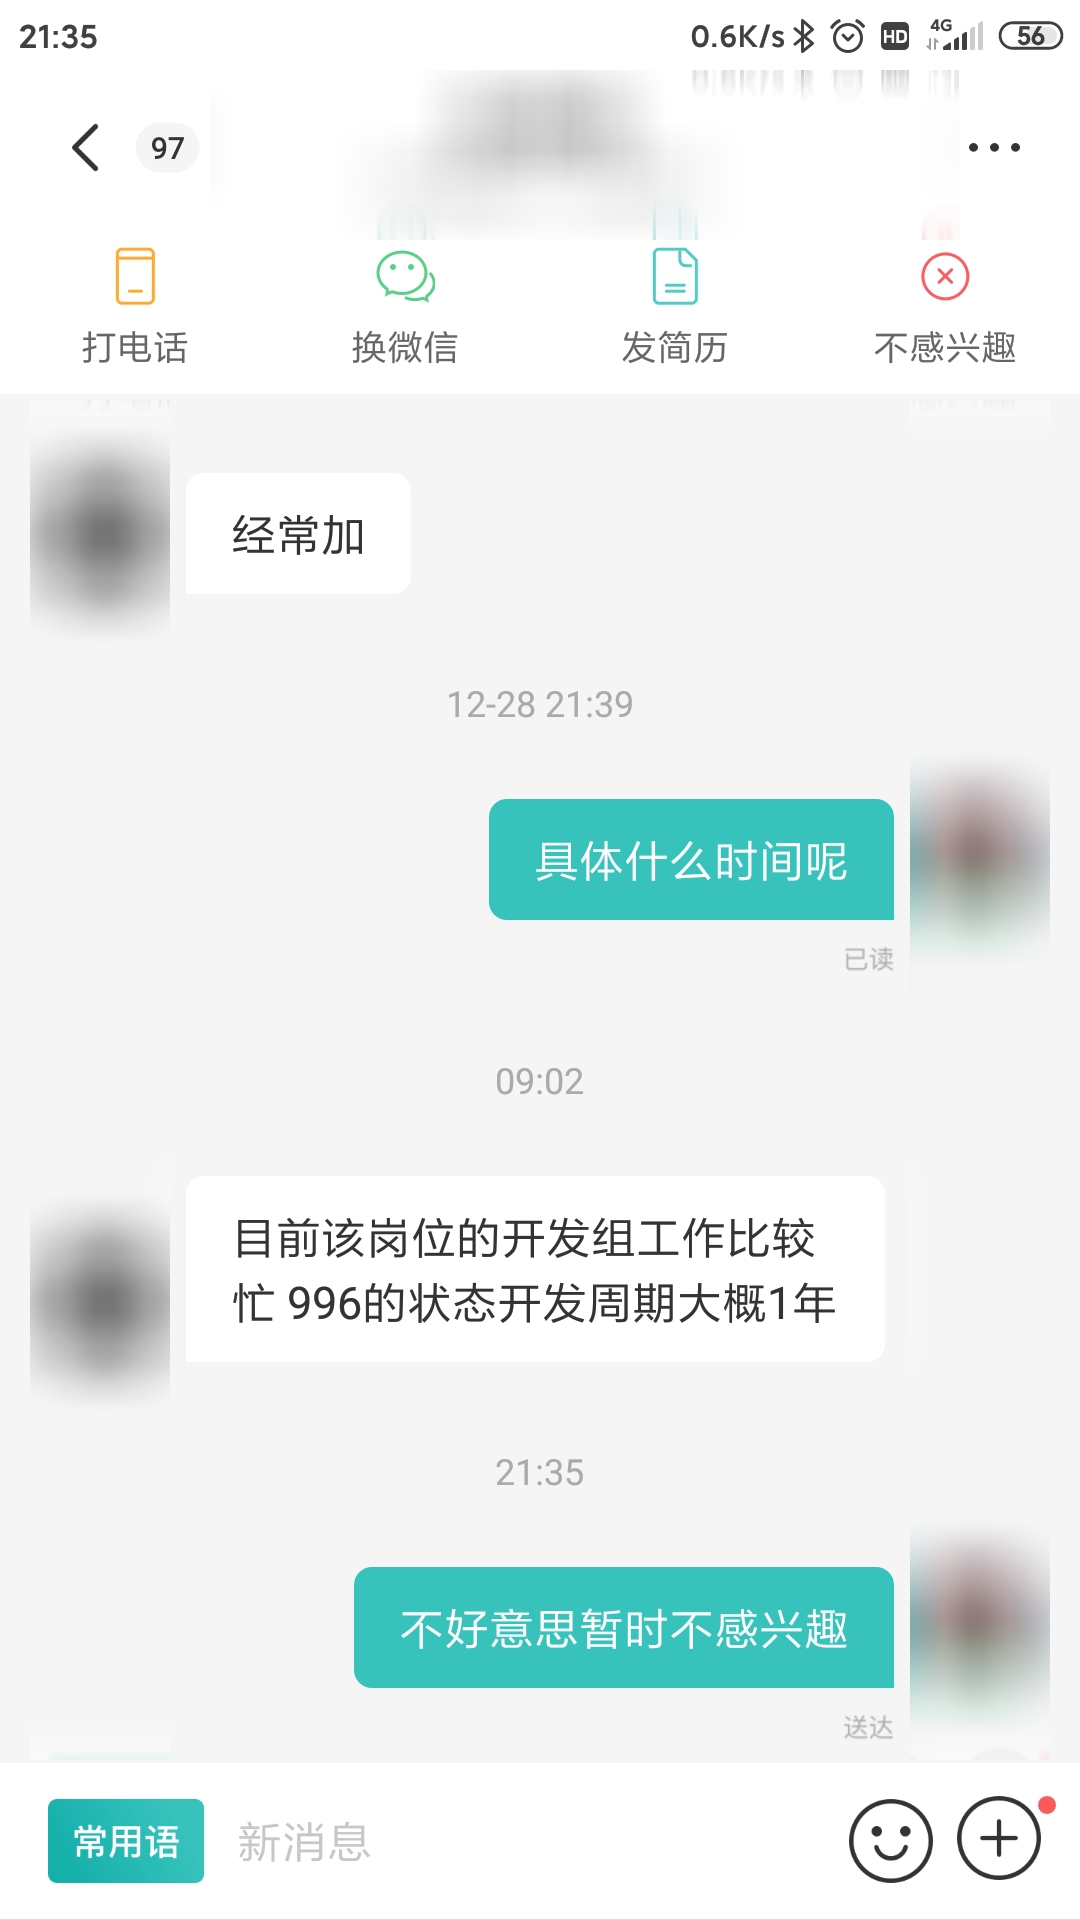 21:35
0.6K/s HD 4G 56
97
打电话
换微信
发简历
不感兴趣
经常加
12-28 21:39
具体什么时间呢
已读
09:02
目前该岗位的开发组工作比较
忙 996的状态开发周期大概1年
21:35
不好意思暂时不感兴趣
送达
常用语
新消息